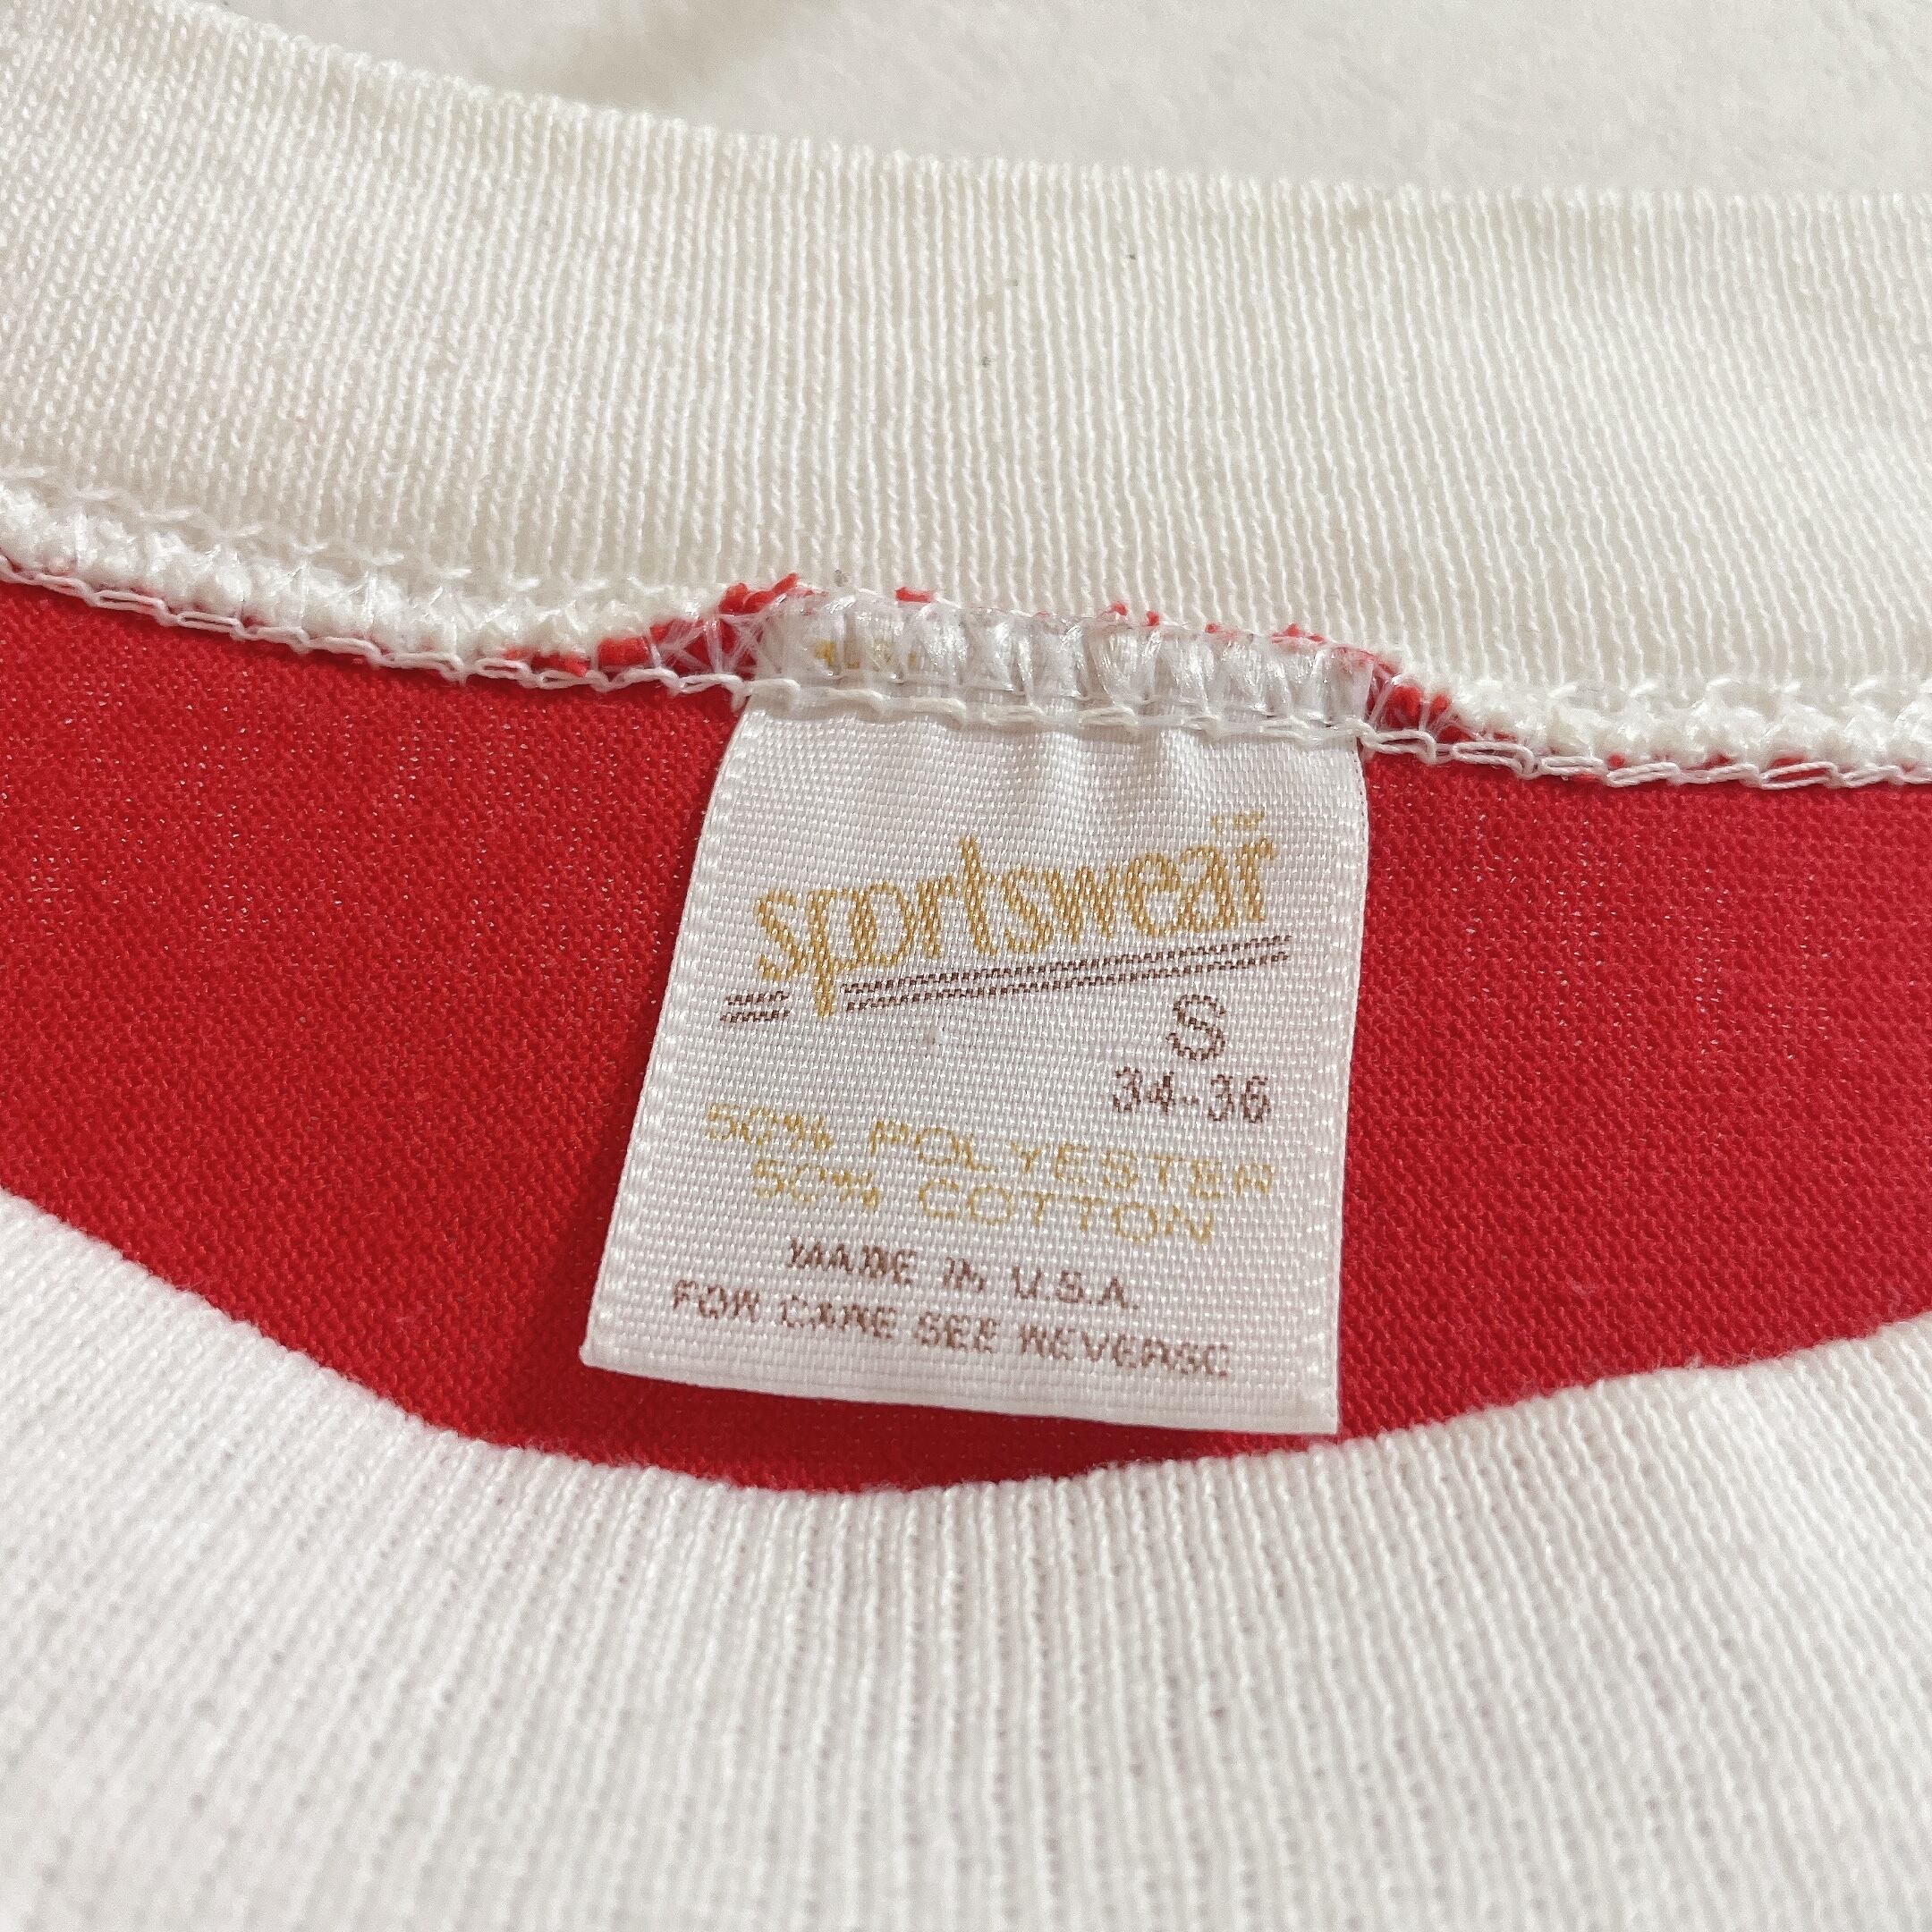 sportswear
S
34-36
50% POLYESTER
50% COTTON
MADE IN U.S.A.
FOR CARE SEE REVERSE